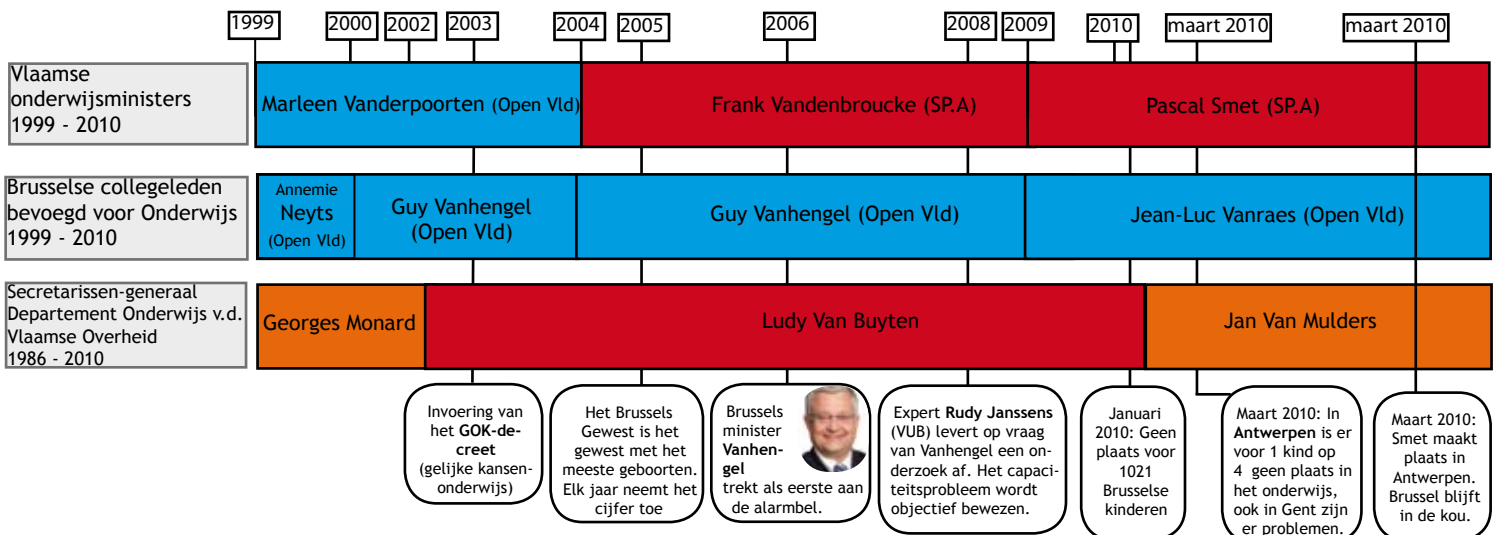 1999
2000
2002
2003
2004
2005
2006
2008
2009
2010
maart 2010
maart 2010
Vlaamse
onderwijsministers
1999 - 2010
Marleen Vanderpoorten (Open Vld)
Frank Vandenbroucke (SP.A)
Pascal Smet (SP.A)
Brusselse collegeleden
bevoegd voor Onderwijs
1999 - 2010
Annemie
Neyts
(Open Vld)
Guy Vanhengel
(Open Vld)
Guy Vanhengel (Open Vld)
Jean-Luc Vanraes (Open Vld)
Secretarissen-generaal
Departement Onderwijs v.d.
Vlaamse Overheid
1986 - 2010
Georges Monard
Ludy Van Buyten
Jan Van Mulders
Invoering van
het GOK-de-
creet
(gelijke kansen-
onderwijs)
Het Brussels
Gewest is het
gewest met het
meeste geboorten.
Elk jaar neemt het
cijfer toe
Brussels
minister
Vanhen-
gel
trekt als eerste aan
de alarmbel.
Expert Rudy Janssens
(VUB) levert op vraag
van Vanhengel een on-
derzoek af. Het capaci-
teitsprobleem wordt
objectief bewezen.
Januari
2010: Geen
plaats voor
1021
Brusselse
kinderen
Maart 2010: In
Antwerpen is er
voor 1 kind op
4 geen plaats in
het onderwijs,
ook in Gent zijn
er problemen.
Maart 2010:
Smet maakt
plaats in
Antwerpen.
Brussel blijft
in de kou.